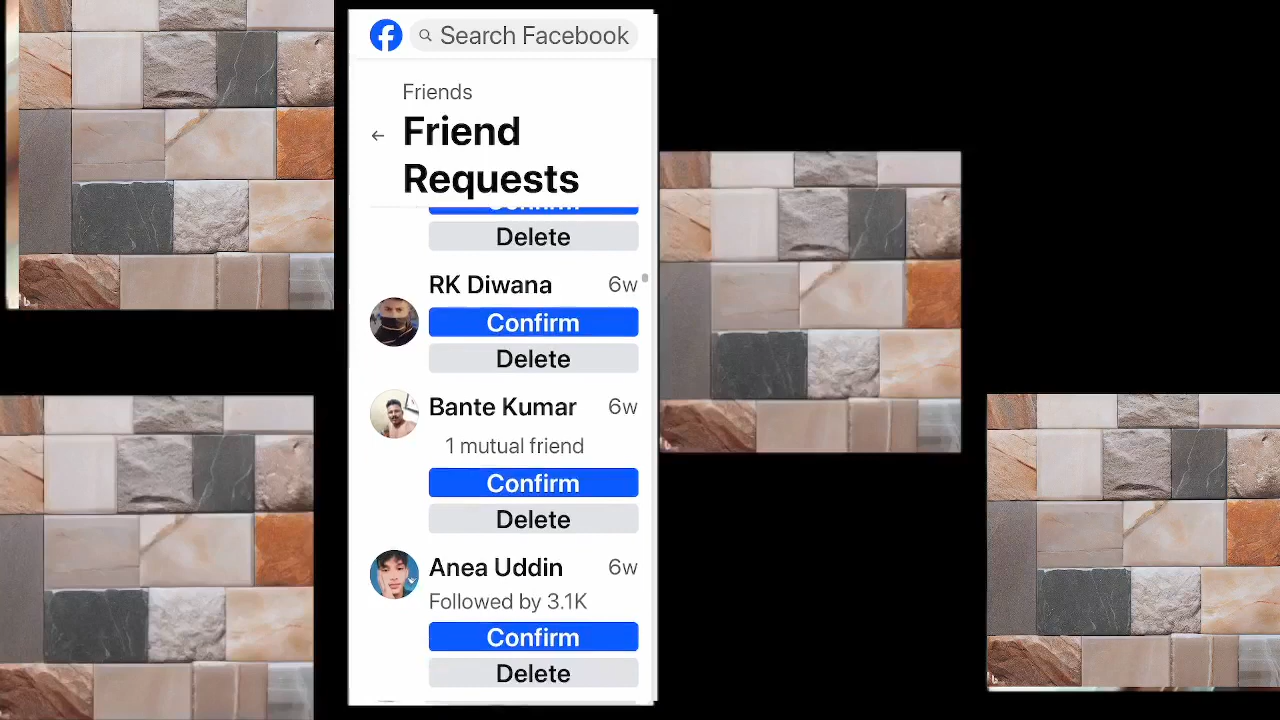 Search Facebook
Friends
Friend
Requests
Confirm
Delete
RK Diwana 6w
Confirm
Delete
Bante Kumar 6w
1 mutual friend
Confirm
Delete
Anea Uddin 6w
Followed by 3.1K
Confirm
Delete